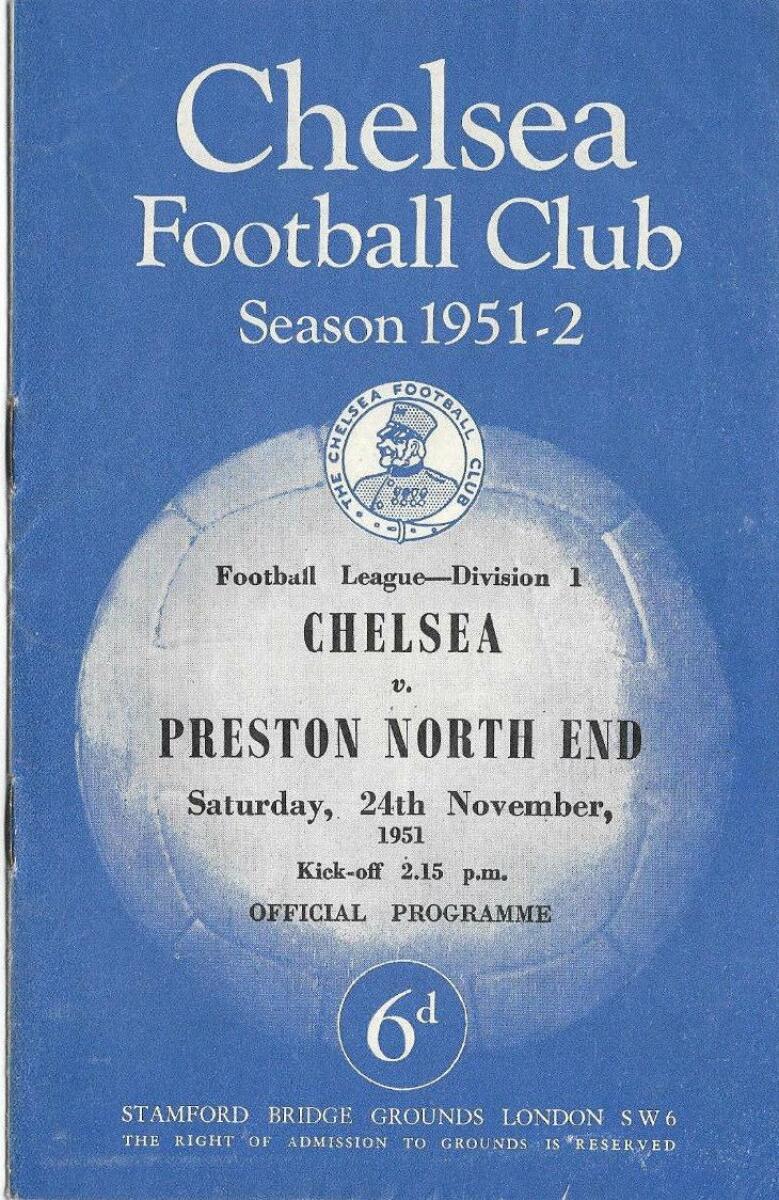 Chelsea
Football Club
Season 1951-2
THE CHELSEA FOOTBALL CLUB
Football League—Division 1
CHELSEA
v.
PRESTON NORTH END
Saturday, 24th November,
1951
Kick-off 2.15 p.m.
OFFICIAL PROGRAMME
6d
STAMFORD BRIDGE GROUNDS LONDON S W 6
THE RIGHT OF ADMISSION TO GROUNDS IS RESERVED